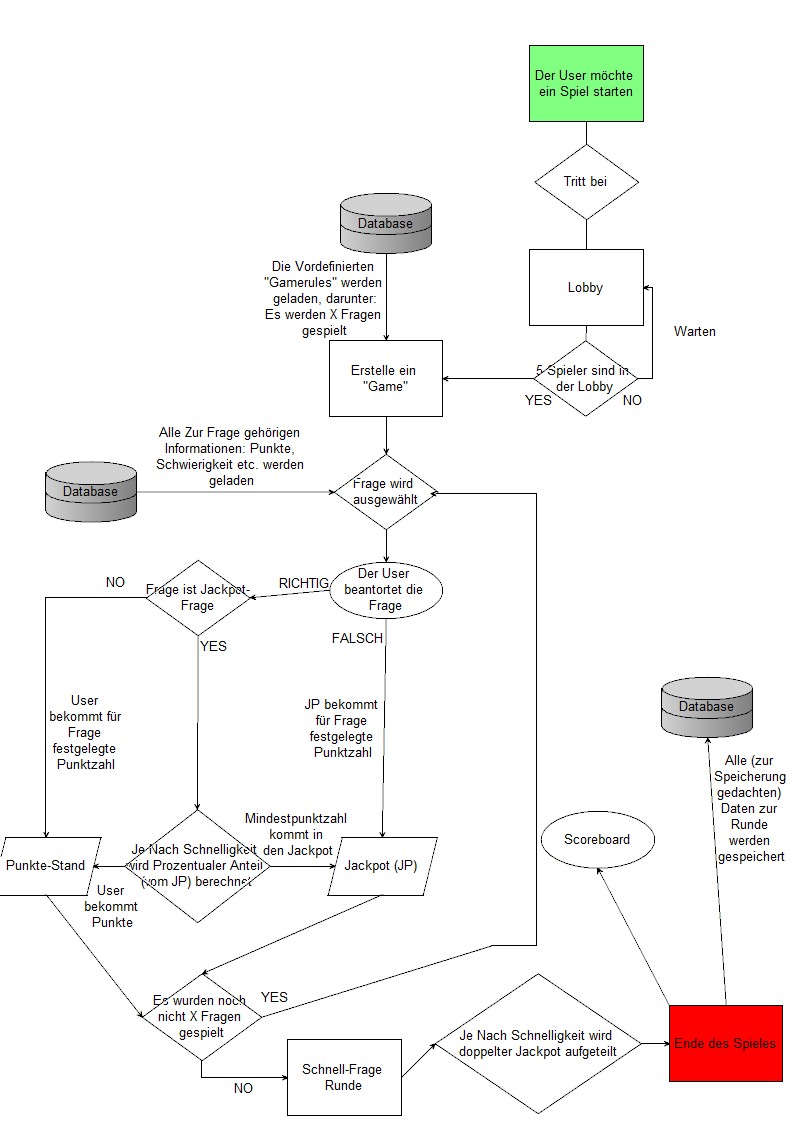 Der User möchte
ein Spiel starten
Tritt bei
Database
Die Vordefinierten
"Gamerules" werden
geladen, darunter:
Es werden X Fragen
gespielt
Lobby
Warten
Erstelle ein
"Game"
5 Spieler sind in
der Lobby
YES
NO
Alle Zur Frage gehörigen
Informationen: Punkte,
Schwierigkeit etc. werden
geladen
Database
Frage wird
ausgewählt
NO
Frage ist Jackpot-
Frage
RICHTIG
Der User
beantortet die
Frage
YES
FALSCH
User
bekommt für
Frage
festgelegte
Punktzahl
JP bekommt
für Frage
festgelegte
Punktzahl
Database
Alle (zur
Speicherung
gedachten)
Daten zur
Runde
werden
gespeichert
Mindestpunktzahl
kommt in
den Jackpot
Scoreboard
Punkte-Stand
Je Nach Schnelligkeit
wird Prozentualer Anteil
(vom JP) berechnet
Jackpot (JP)
User
bekommt
Punkte
Es wurden noch
nicht X Fragen
gespielt
YES
NO
Schnell-Frage
Runde
Je Nach Schnelligkeit wird
doppelter Jackpot aufgeteilt
Ende des Spieles